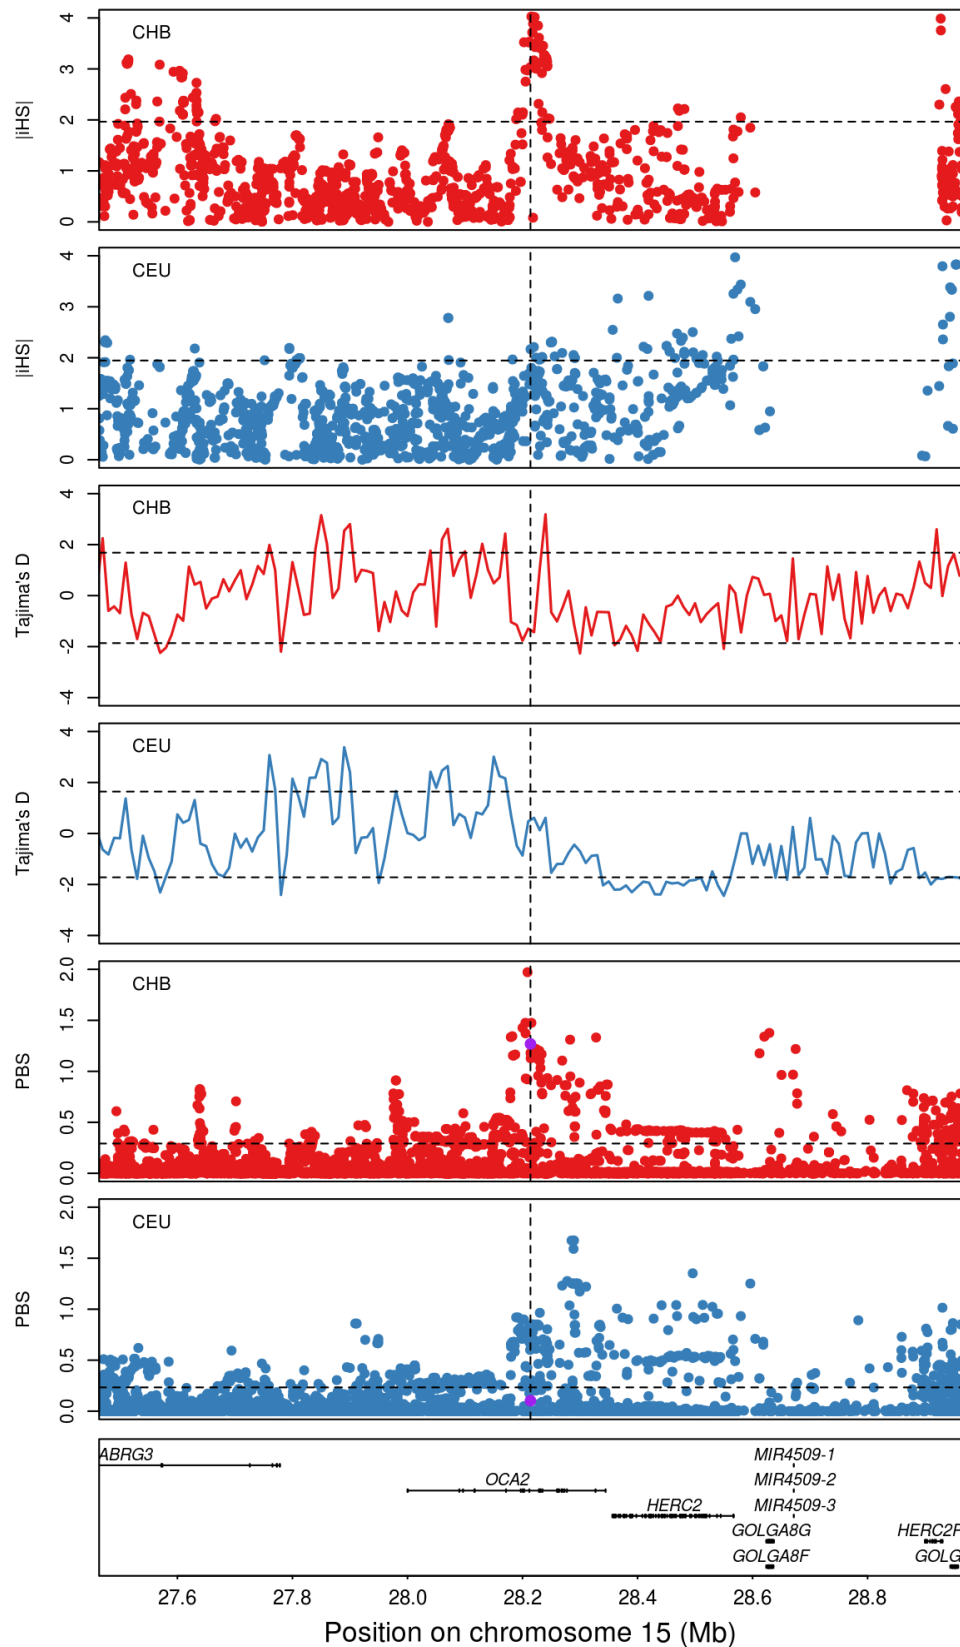 CHB
|iHS|
4
3
2
1
0
CEU
|iHS|
4
3
2
1
0
CHB
Tajima's D
4
2
0
-2
-4
CEU
Tajima's D
4
2
0
-2
-4
CHB
PBS
2.0
1.5
1.0
0.5
0.0
CEU
PBS
2.0
1.5
1.0
0.5
0.0
ABRG3
MIR4509-1
OCA2
MIR4509-2
HERC2
MIR4509-3
GOLGA8G
HERC2P
GOLGA8F
GOLG
27.6 27.8 28.0 28.2 28.4 28.6 28.8
Position on chromosome 15 (Mb)